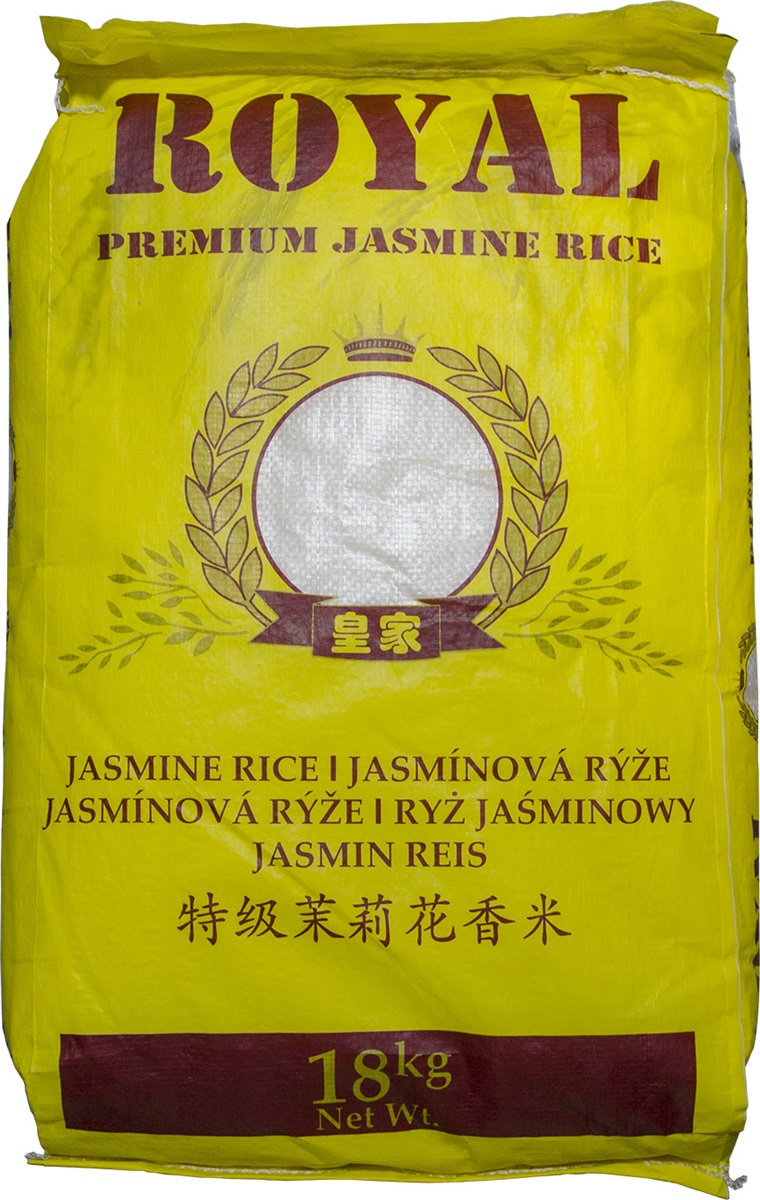 ROYAL
PREMIUM JASMINE RICE
皇家
JASMINE RICE | JASMÍNOVÁ RÝŽE
JASMÍNOVÁ RÝŽE | RYŻ JAŚMINOWY
JASMIN REIS
特级茉莉花香米
18kg
Net Wt.